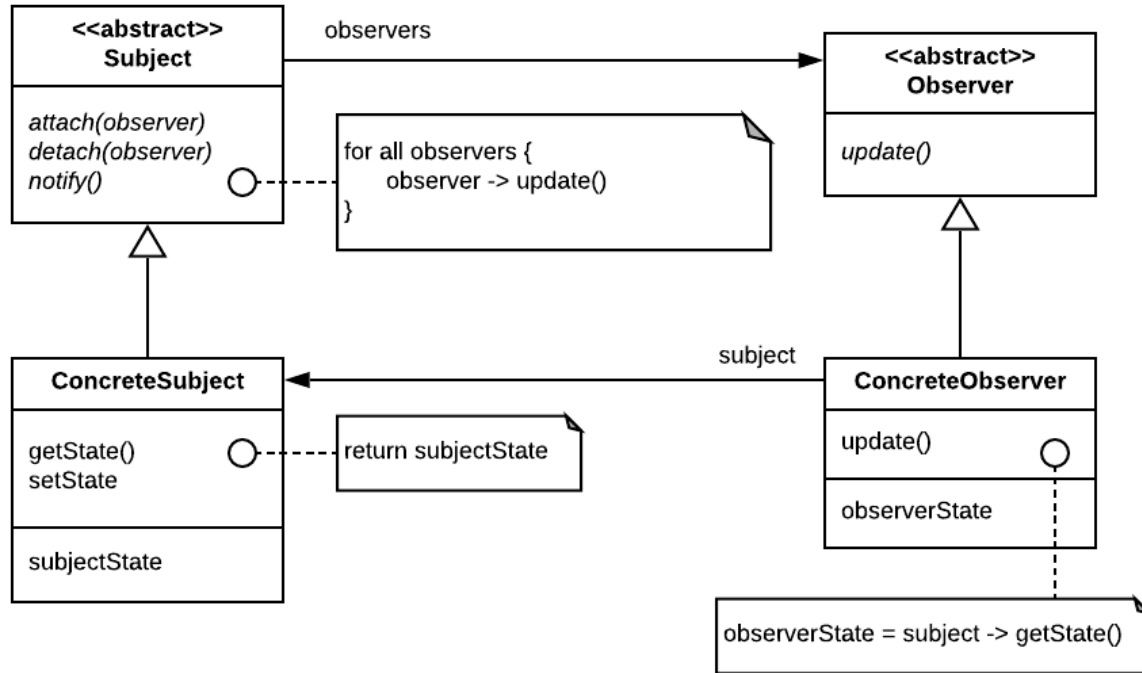 <<abstract>>
Subject
attach(observer)
detach(observer)
notify()
observers
for all observers {
observer -> update()
}
<<abstract>>
Observer
update()
ConcreteSubject
getState()
setState
subjectState
return subjectState
subject
ConcreteObserver
update()
observerState
observerState = subject -> getState()